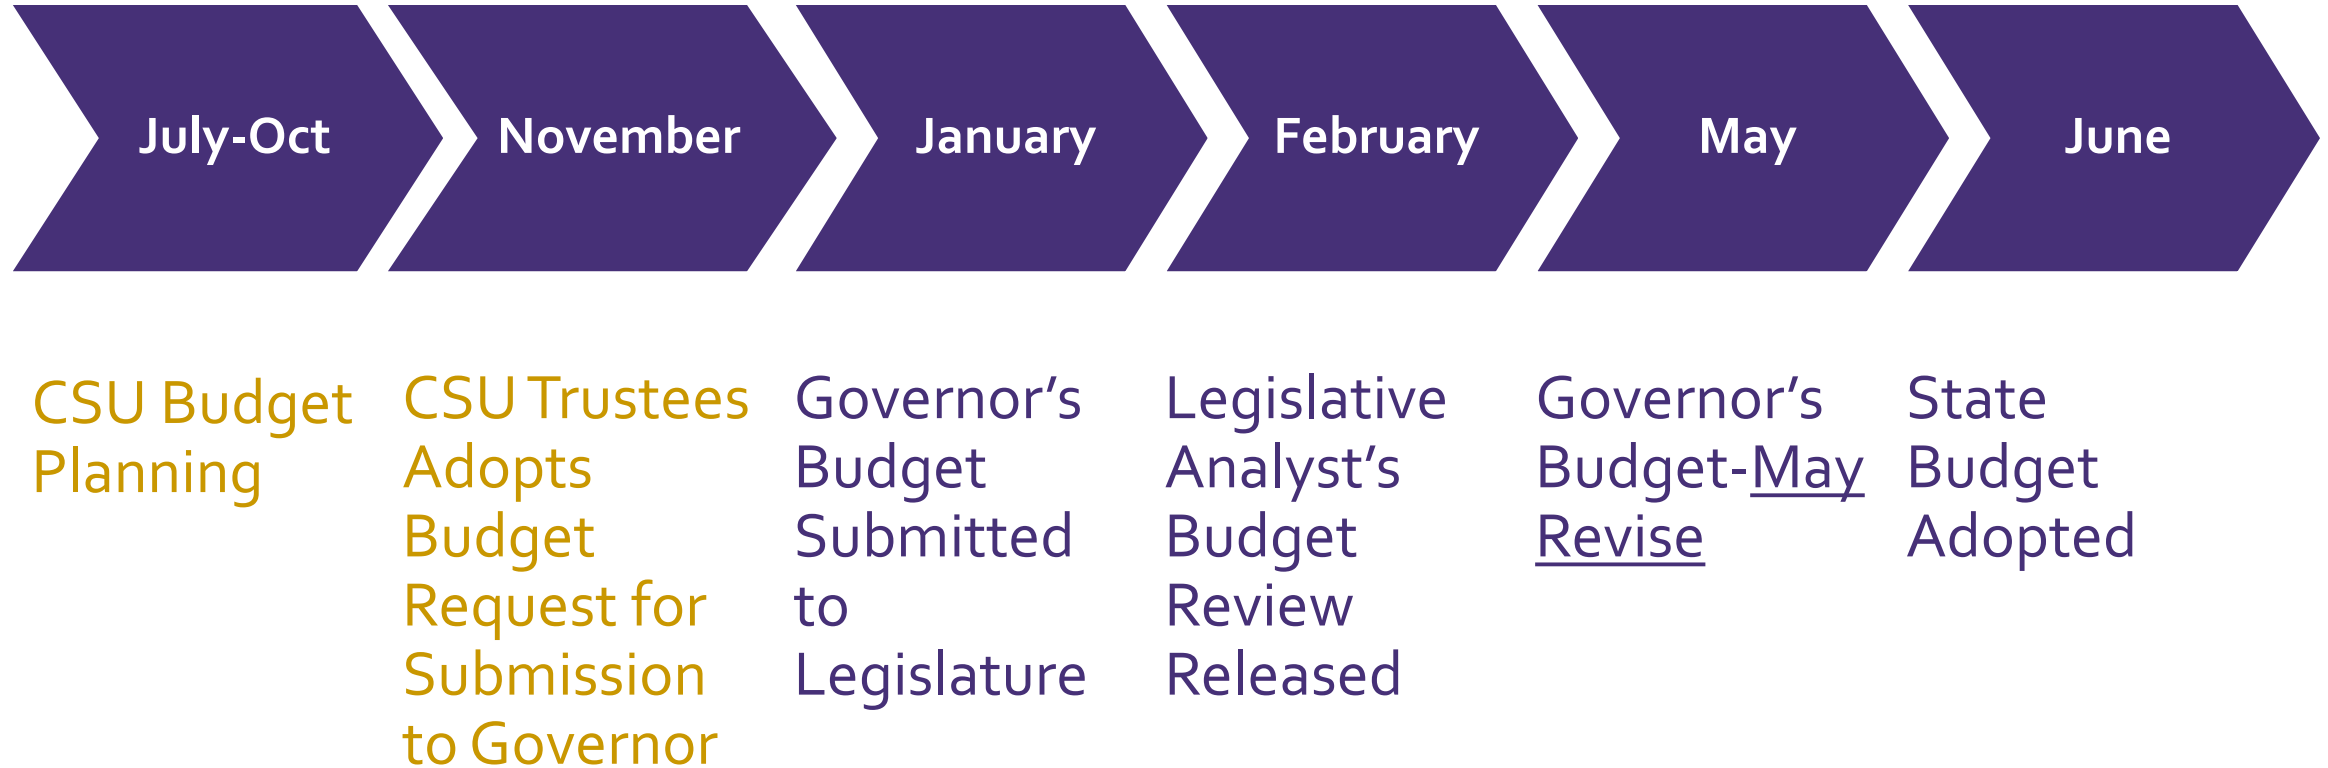 July-Oct
November
January
February
May
June
CSU Budget
Planning
CSU Trustees
Adopts
Budget
Request for
Submission
to Governor
Governor's
Budget
Submitted
to
Legislature
Legislative
Analyst's
Budget
Review
Released
Governor's
Budget-May
Revise
State
Budget
Adopted